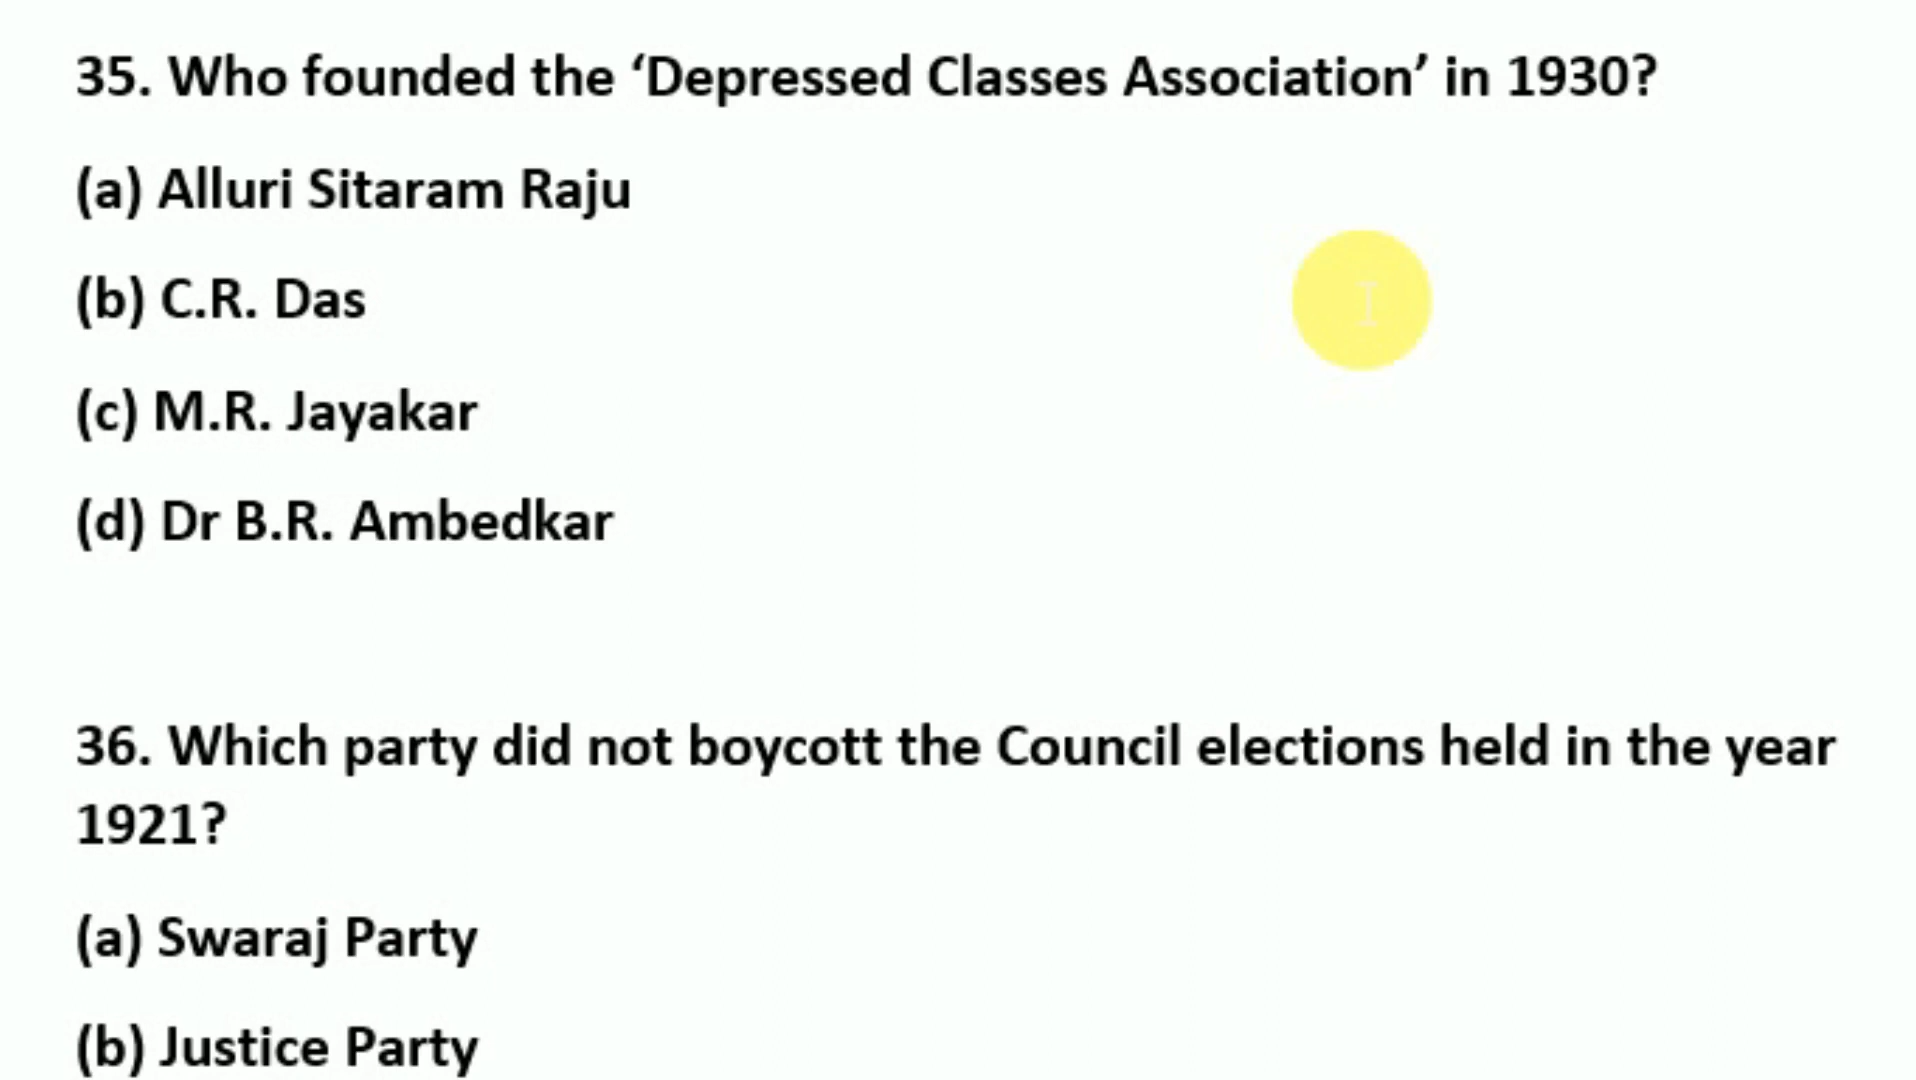 35. Who founded the ‘Depressed Classes Association’ in 1930?
(a) Alluri Sitaram Raju
(b) C.R. Das
(c) M.R. Jayakar
(d) Dr B.R. Ambedkar
36. Which party did not boycott the Council elections held in the year
1921?
(a) Swaraj Party
(b) Justice Party